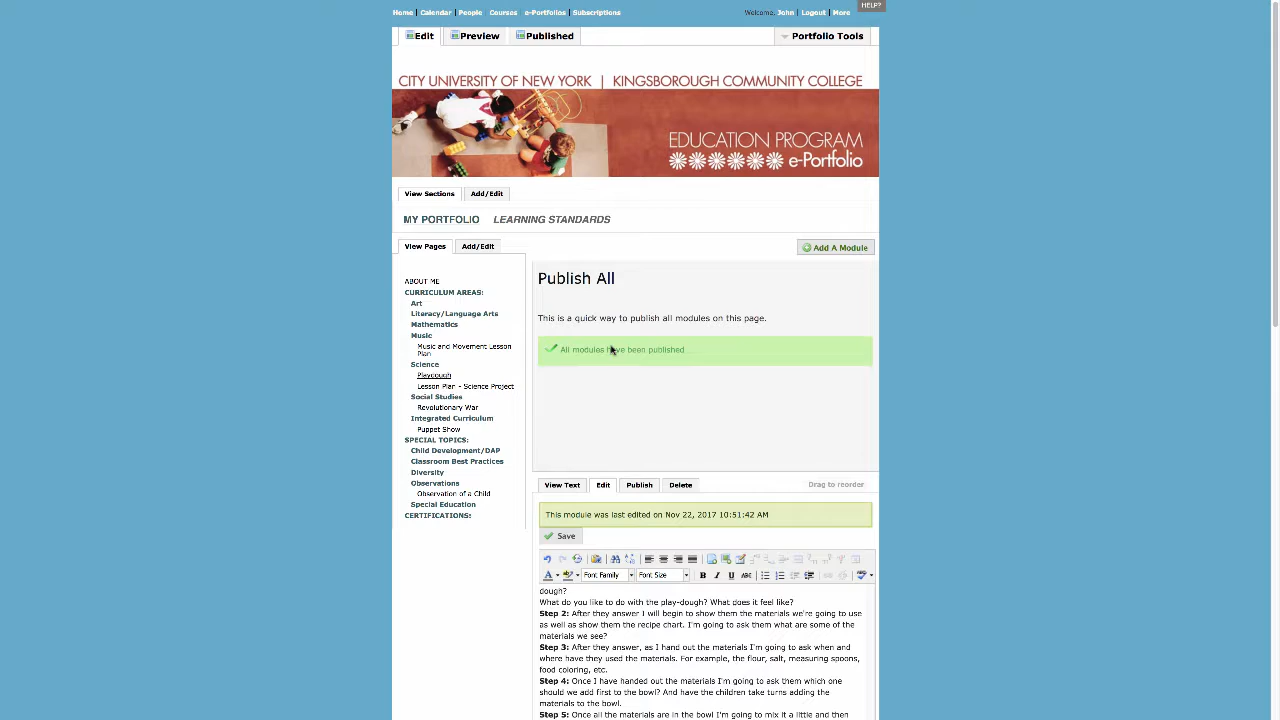 HELP?
Home | Calendar | People | Courses | e-Portfolios | Subscriptions
Welcome, John | Logout | More
Edit
Preview
Published
Portfolio Tools
CITY UNIVERSITY OF NEW YORK | KINGSBOROUGH COMMUNITY COLLEGE
EDUCATION PROGRAM
e-Portfolio
View Sections
Add/Edit
MY PORTFOLIO
LEARNING STANDARDS
View Pages
Add/Edit
Add A Module
ABOUT ME
CURRICULUM AREAS:
Art
Literacy/Language Arts
Mathematics
Music
Music and Movement Lesson
Plan
Science
Playdough
Lesson Plan - Science Project
Social Studies
Revolutionary War
Integrated Curriculum
Puppet Show
SPECIAL TOPICS:
Child Development/DAP
Classroom Best Practices
Diversity
Observations
Observation of a Child
Special Education
CERTIFICATIONS:
Publish All
This is a quick way to publish all modules on this page.
All modules have been published
View Text
Edit
Publish
Delete
Drag to reorder
This module was last edited on Nov 22, 2017 10:51:42 AM
Save
Font Family
Font Size
B I U ABC
dough?
What do you like to do with the play-dough? What does it feel like?
Step 2: After they answer I will begin to show them the materials we're going to use
as well as show them the recipe chart. I'm going to ask them what are some of the
materials we see?
Step 3: After they answer, as I hand out the materials I'm going to ask when and
where have they used the materials. For example, the flour, salt, measuring spoons,
food coloring, etc.
Step 4: Once I have handed out the materials I'm going to ask them which one
should we add first to the bowl? And have the children take turns adding the
materials to the bowl.
Step 5: Once all the materials are in the bowl I'm going to mix it a little and then